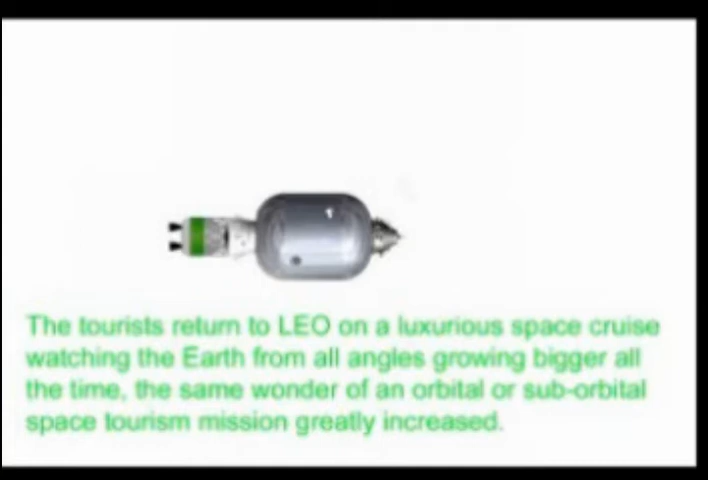 The tourists return to LEO on a luxurious space cruise
watching the Earth from all angles growing bigger all
the time, the same wonder of an orbital or sub-orbital
space tourism mission greatly increased.